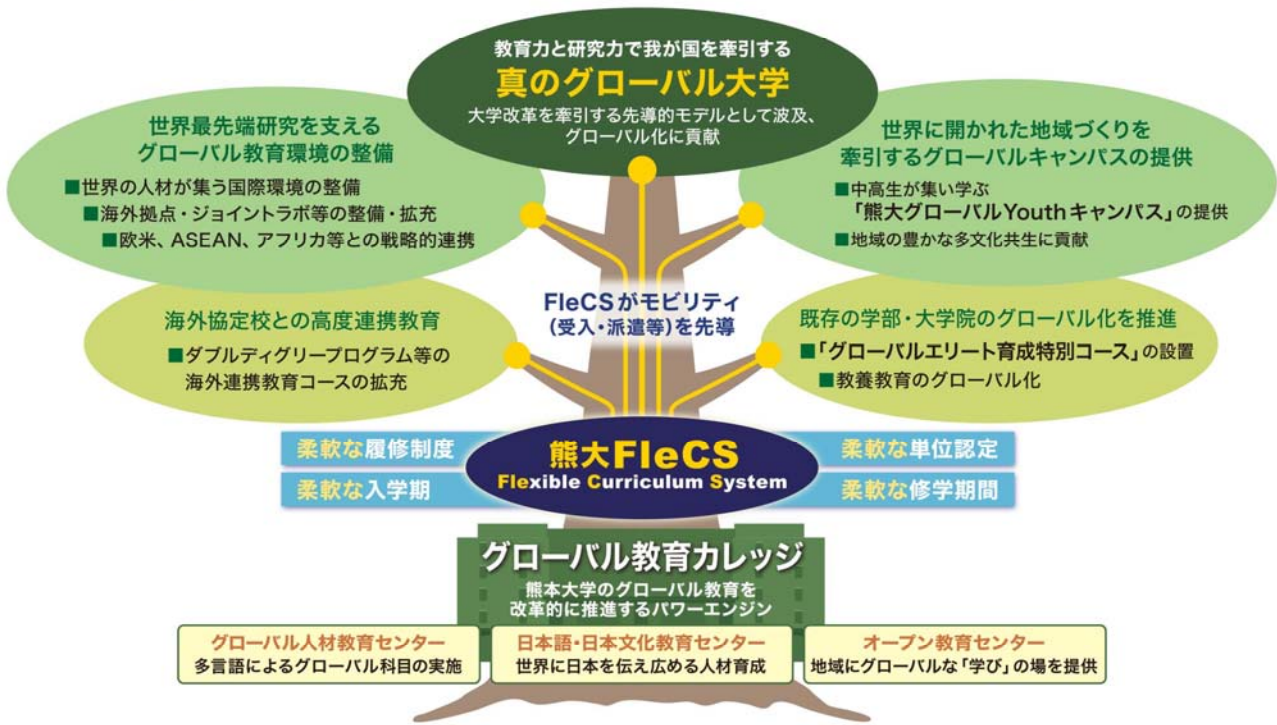 教育力と研究力で我が国を牽引する
真のグローバル大学
大学改革を牽引する先導的モデルとして波及、
グローバル化に貢献
世界最先端研究を支える
グローバル教育環境の整備
■世界の人材が集う国際環境の整備
■海外拠点・ジョイントラボ等の整備・拡充
■欧米、ASEAN、アフリカ等との戦略的連携
世界に開かれた地域づくりを
牽引するグローバルキャンパスの提供
■中高生が集い学ぶ
「熊大グローバルYouthキャンパス」の提供
■地域の豊かな多文化共生に貢献
海外協定校との高度連携教育
■ダブルディグリープログラム等の
海外連携教育コースの拡充
FleCSがモビリティ
(受入・派遣等)を先導
既存の学部・大学院のグローバル化を推進
■「グローバルエリート育成特別コース」の設置
■教養教育のグローバル化
柔軟な履修制度
柔軟な入学期
熊大FleCS
Flexible Curriculum System
柔軟な単位認定
柔軟な修学期間
グローバル教育カレッジ
熊本大学のグローバル教育を
改革的に推進するパワーエンジン
グローバル人材教育センター
多言語によるグローバル科目の実施
日本語・日本文化教育センター
世界に日本を伝え広める人材育成
オープン教育センター
地域にグローバルな「学び」の場を提供